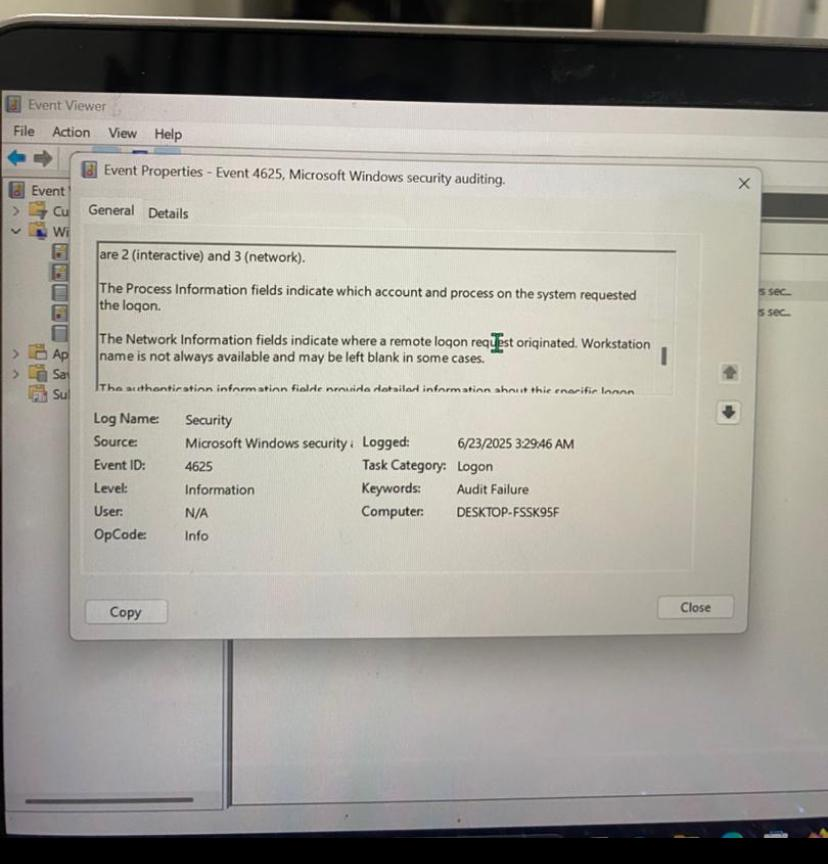 Event Viewer
File Action View Help
Event Properties - Event 4625, Microsoft Windows security auditing.
Event
General Details
Cu
Wi
are 2 (interactive) and 3 (network).
The Process Information fields indicate which account and process on the system requested
the logon.
s sec...
s sec...
The Network Information fields indicate where a remote logon request originated. Workstation
name is not always available and may be left blank in some cases.
Ap
Sa
Su
The authentication information fields provide detailed information about this specific logon
Log Name: Security
Source: Microsoft Windows security Logged: 6/23/2025 3:29:46 AM
Event ID: 4625 Task Category: Logon
Level: Information Keywords: Audit Failure
User: N/A Computer: DESKTOP-FSSK95F
OpCode: Info
Copy Close